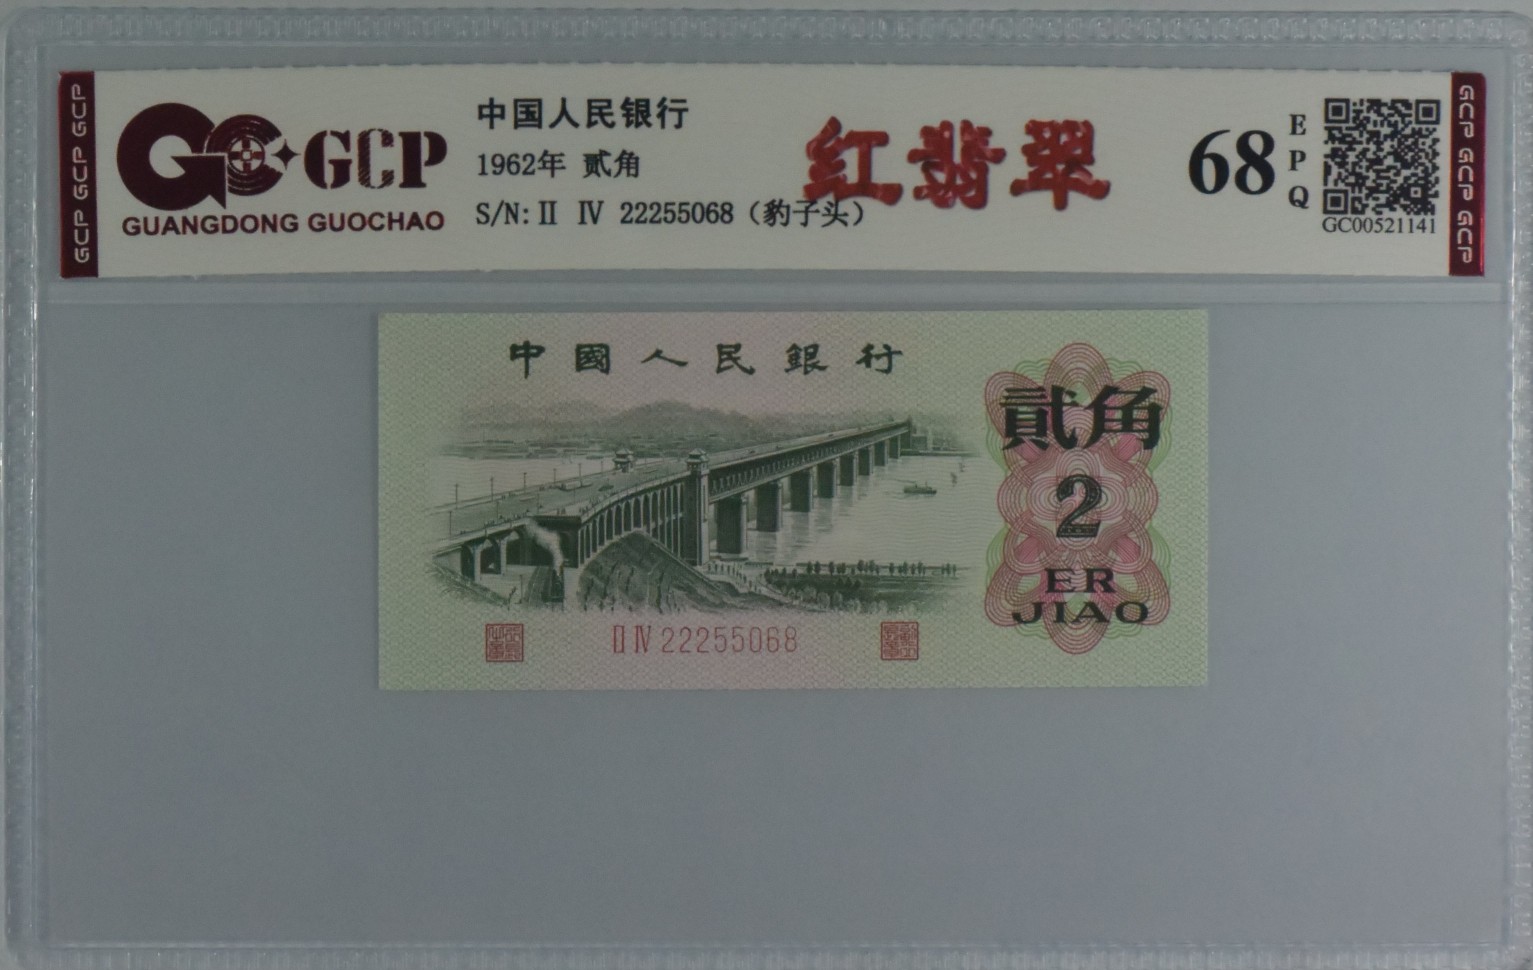 GCP GCP GCP
GCP
GUANGDONG GUOCHAO
中国人民银行
1962年 贰角
S/N: II IV 22255068（豹子头）
红翡翠
68
EPQ
GC00521141
GCP GCP GCP
中國人民銀行
貳角
2
ER
JIAO
II IV 22255068